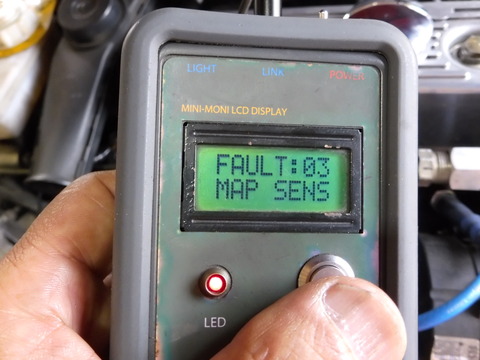 LIGHT LINK POWER
MINI-MONI LCD DISPLAY
FAULT:03
MAP SENS
LED